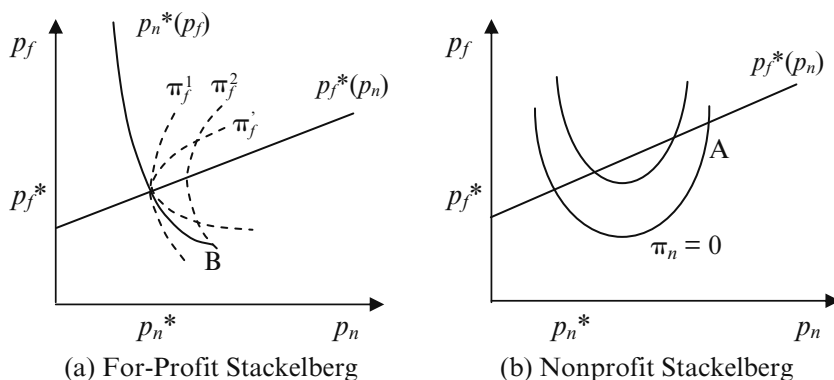 p_f
p_n*(p_f)
π_f^1
π_f^2
π_f^’
p_f*(p_n)
p_f*
B
p_n*
p_n
(a) For-Profit Stackelberg
p_f
p_f*(p_n)
A
p_f*
π_n = 0
p_n*
p_n
(b) Nonprofit Stackelberg